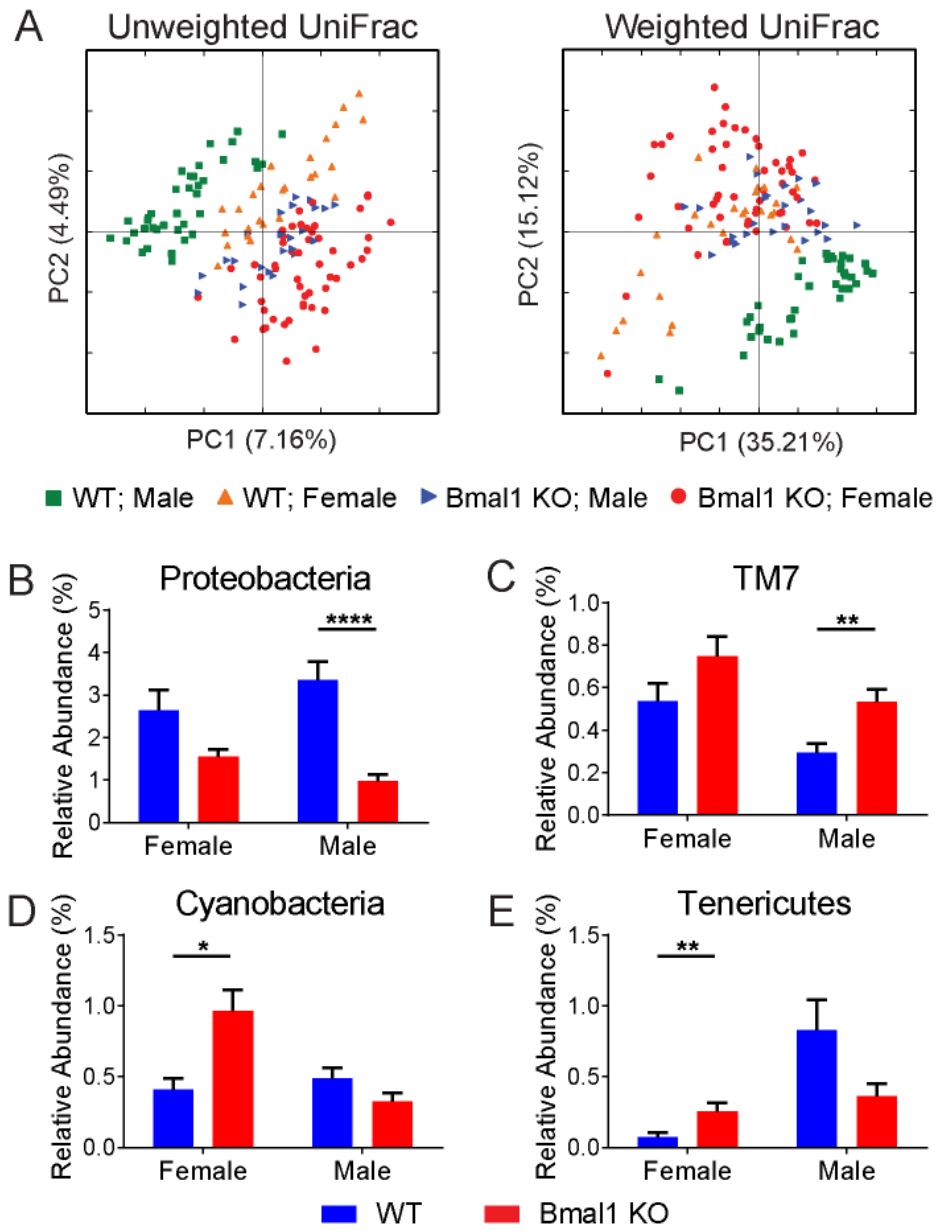 A
Unweighted UniFrac
Weighted UniFrac
PC2 (4.49%)
PC1 (7.16%)
PC2 (15.12%)
PC1 (35.21%)
WT; Male
WT; Female
Bmal1 KO; Male
Bmal1 KO; Female
B
Proteobacteria
Relative Abundance (%)
5
4
3
2
1
0
****
Female
Male
C
TM7
Relative Abundance (%)
1.0
0.8
0.6
0.4
0.2
0.0
**
Female
Male
D
Cyanobacteria
Relative Abundance (%)
1.5
1.0
0.5
0.0
*
Female
Male
E
Tenericutes
Relative Abundance (%)
1.5
1.0
0.5
0.0
**
Female
Male
WT
Bmal1 KO